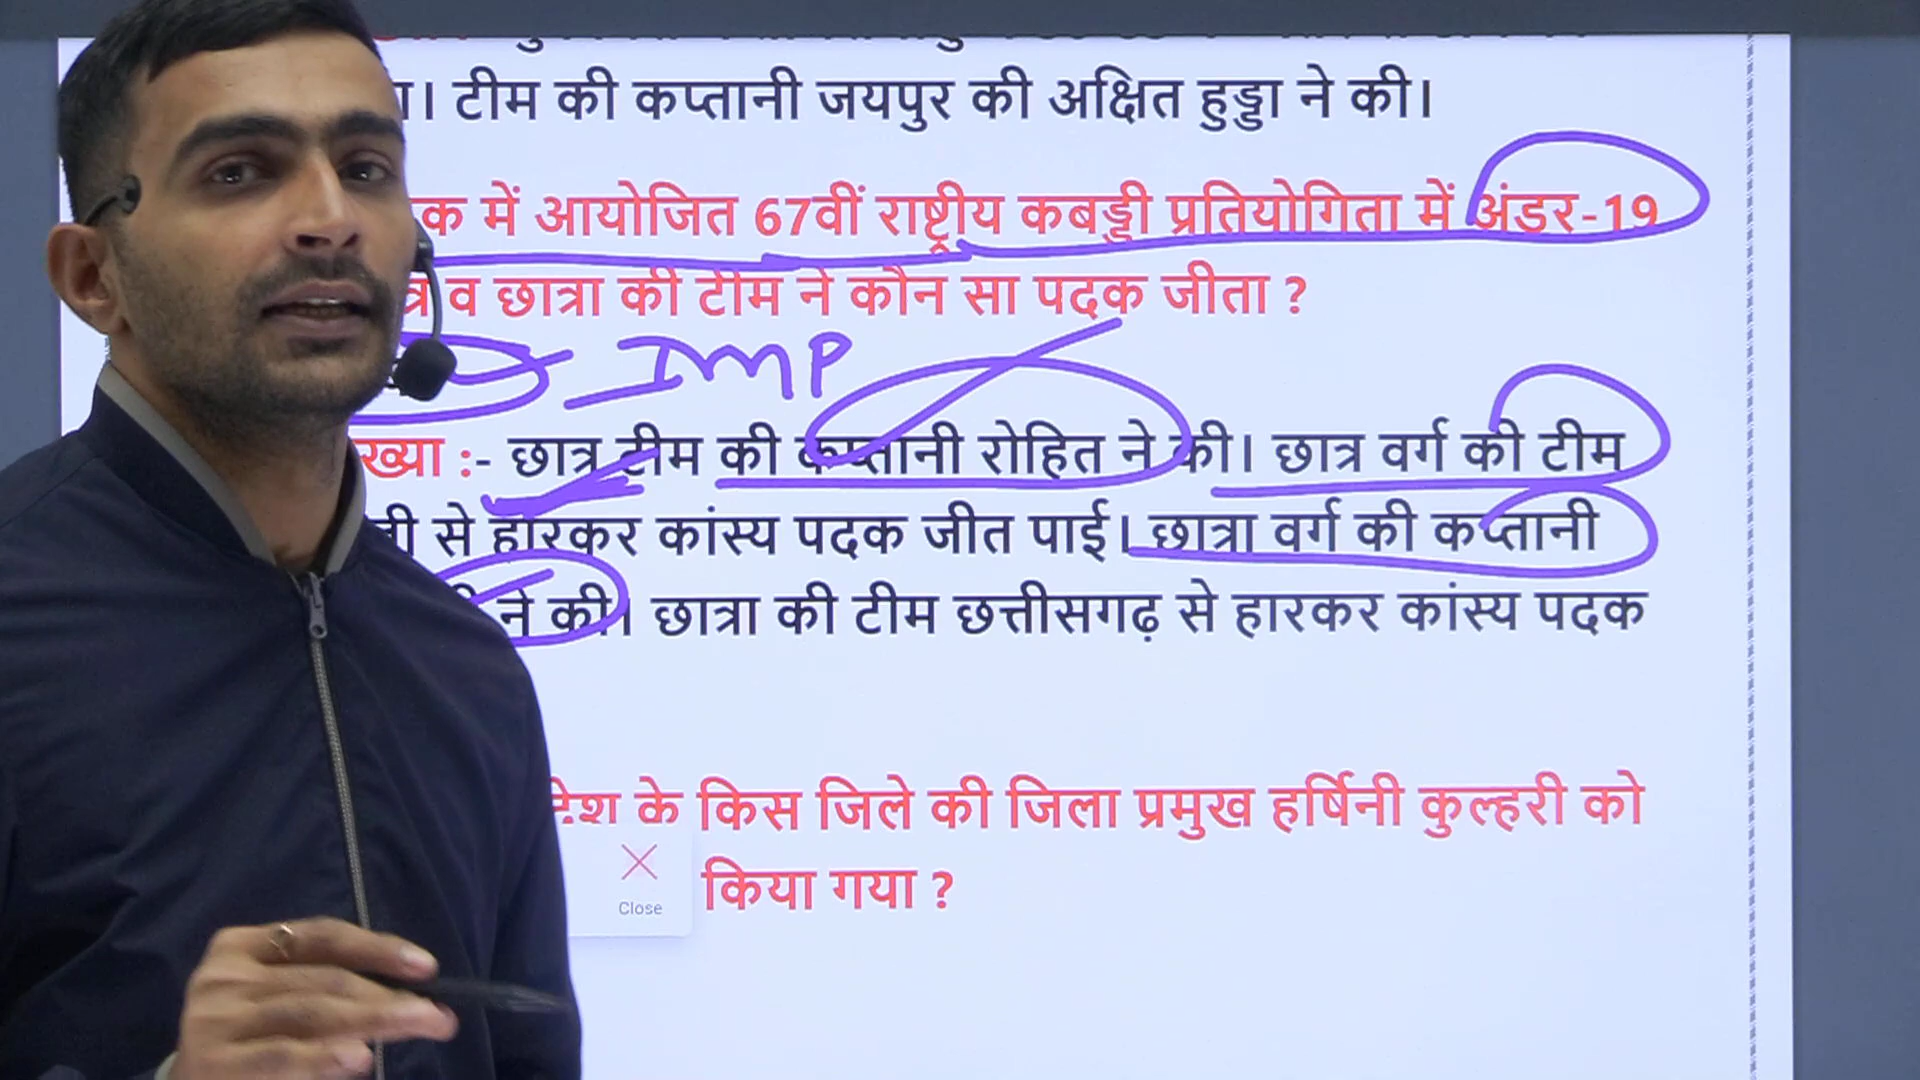 टीम की कप्तानी जयपुर की अक्षित हुड्डा ने की।
में आयोजित 67वीं राष्ट्रीय कबड्डी प्रतियोगिता में अंडर-19
व छात्रा की टीम ने कौन सा पदक जीता ?
IMP
ख्या :- छात्र टीम की कप्तानी रोहित ने की। छात्र वर्ग की टीम
से हारकर कांस्य पदक जीत पाई। छात्रा वर्ग की कप्तानी
ने की। छात्रा की टीम छत्तीसगढ़ से हारकर कांस्य पदक
के किस जिले की जिला प्रमुख हर्षिनी कुल्हरी को
किया गया ?
Close